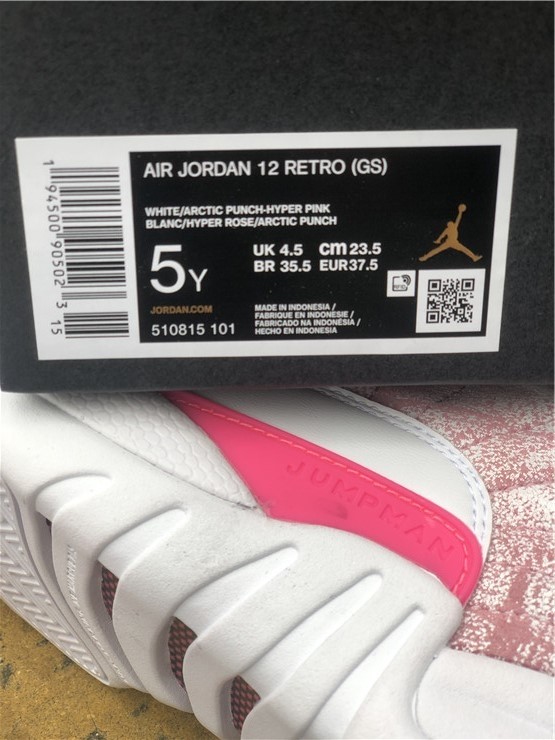 AIR JORDAN 12 RETRO (GS)
WHITE/ARCTIC PUNCH-HYPER PINK
BLANC/HYPER ROSE/ARCTIC PUNCH
5Y
UK 4.5 cm 23.5
BR 35.5 EUR 37.5
JORDAN.COM
510815 101
MADE IN INDONESIA /
FABRIQUE EN INDONESIE /
FABRICADO NA INDONÉSIA /
HECHO EN INDONESIA
1 94500 90502 3 15
JUMPMAN